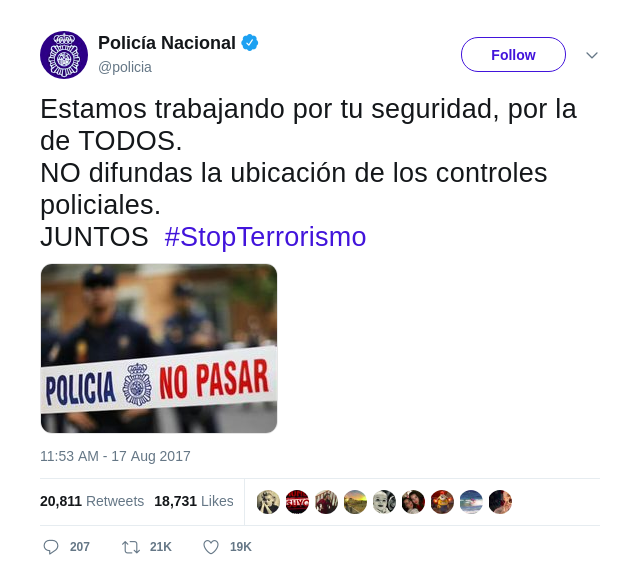 Policía Nacional
@policia
Follow
Estamos trabajando por tu seguridad, por la
de TODOS.
NO difundas la ubicación de los controles
policiales.
JUNTOS #StopTerrorismo
POLICIA NO PASAR
11:53 AM - 17 Aug 2017
20,811 Retweets 18,731 Likes
207 21K 19K